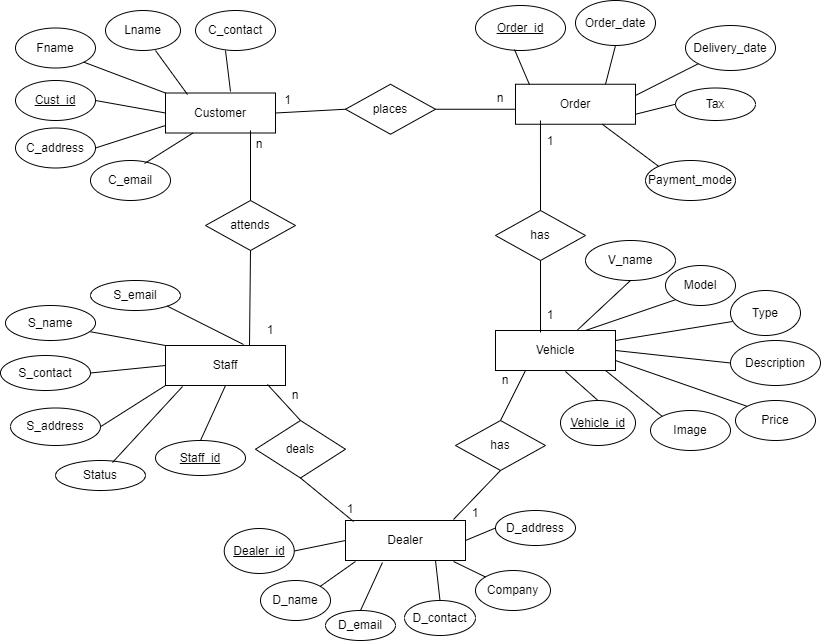 Lname
C_contact
Fname
Cust_id
C_address
C_email
Customer
1
places
n
Order_id
Order_date
Delivery_date
Tax
Payment_mode
Order
n
attends
1
1
has
1
V_name
Model
Type
Description
Price
Image
Vehicle_id
Vehicle
S_email
S_name
S_contact
S_address
Status
Staff_id
Staff
n
deals
1
n
has
1
Dealer
Dealer_id
D_name
D_email
D_contact
Company
D_address